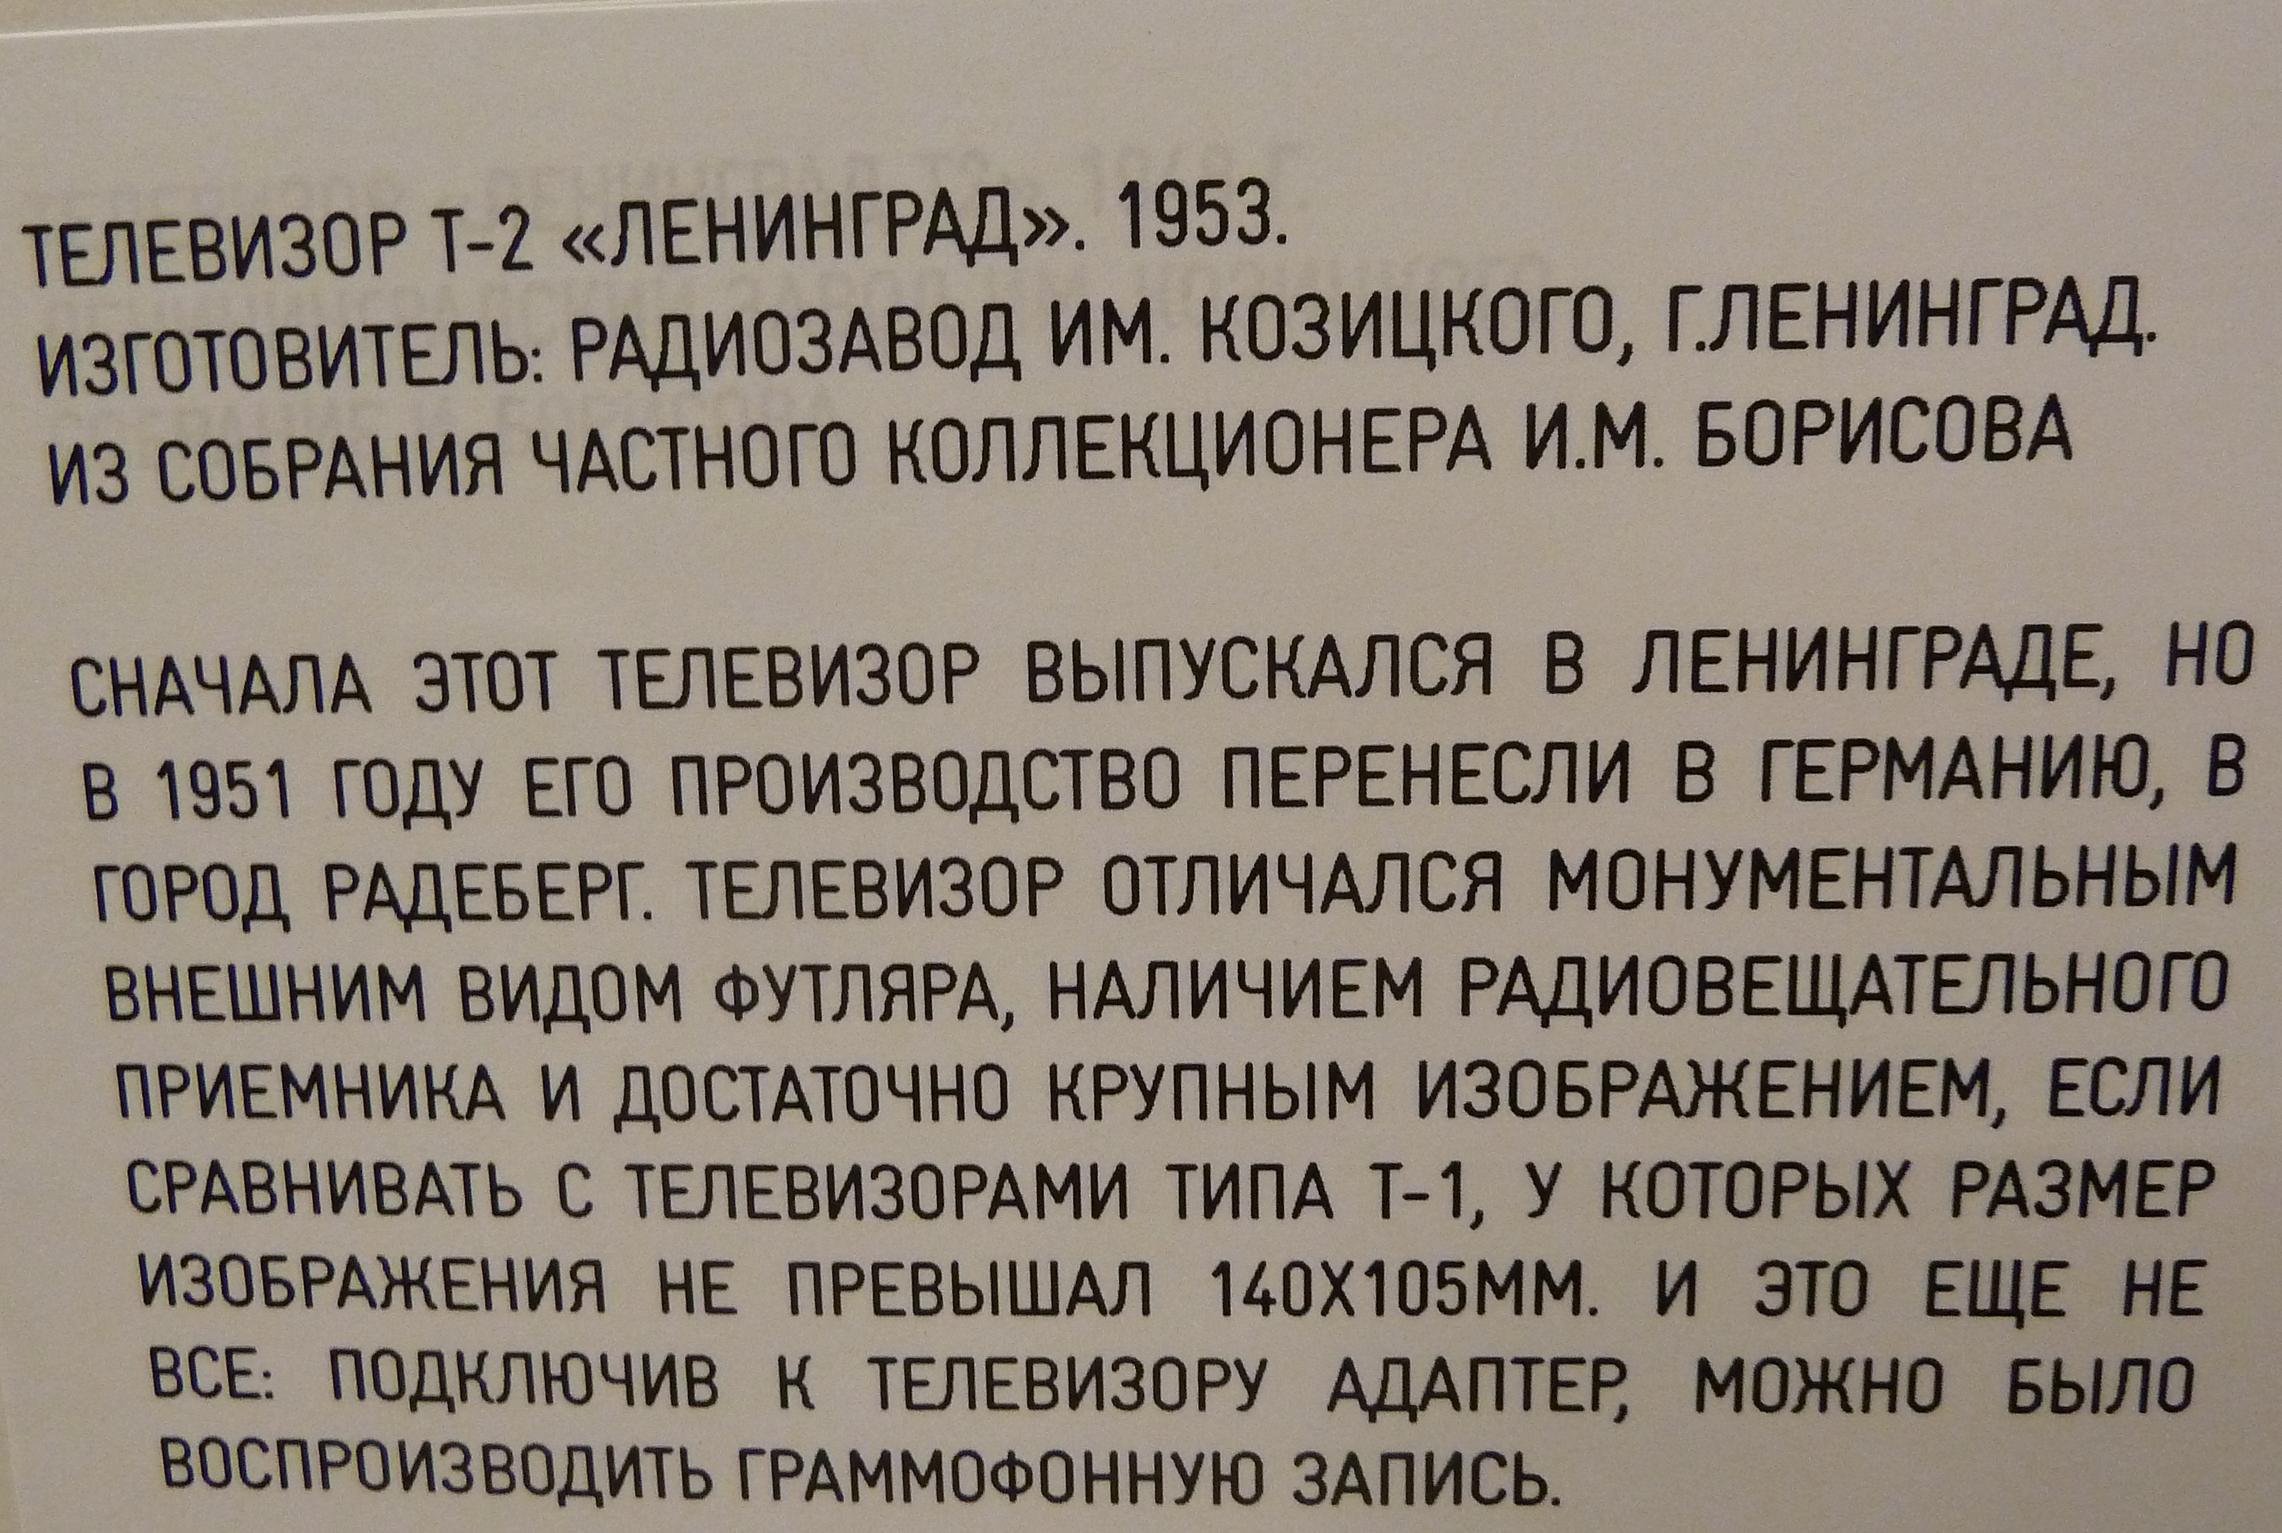 ТЕЛЕВИЗОР Т-2 «ЛЕНИНГРАД». 1953.
ИЗГОТОВИТЕЛЬ: РАДИОЗАВОД ИМ. КОЗИЦКОГО, Г.ЛЕНИНГРАД.
ИЗ СОБРАНИЯ ЧАСТНОГО КОЛЛЕКЦИОНЕРА И.М. БОРИСОВА
СНАЧАЛА ЭТОТ ТЕЛЕВИЗОР ВЫПУСКАЛСЯ В ЛЕНИНГРАДЕ, НО
В 1951 ГОДУ ЕГО ПРОИЗВОДСТВО ПЕРЕНЕСЛИ В ГЕРМАНИЮ, В
ГОРОД РАДЕБЕРГ. ТЕЛЕВИЗОР ОТЛИЧАЛСЯ МОНУМЕНТАЛЬНЫМ
ВНЕШНИМ ВИДОМ ФУТЛЯРА, НАЛИЧИЕМ РАДИОВЕЩАТЕЛЬНОГО
ПРИЕМНИКА И ДОСТАТОЧНО КРУПНЫМ ИЗОБРАЖЕНИЕМ, ЕСЛИ
СРАВНИВАТЬ С ТЕЛЕВИЗОРАМИ ТИПА Т-1, У КОТОРЫХ РАЗМЕР
ИЗОБРАЖЕНИЯ НЕ ПРЕВЫШАЛ 140Х105ММ. И ЭТО ЕЩЕ НЕ
ВСЕ: ПОДКЛЮЧИВ К ТЕЛЕВИЗОРУ АДАПТЕР, МОЖНО БЫЛО
ВОСПРОИЗВОДИТЬ ГРАММОФОННУЮ ЗАПИСЬ.